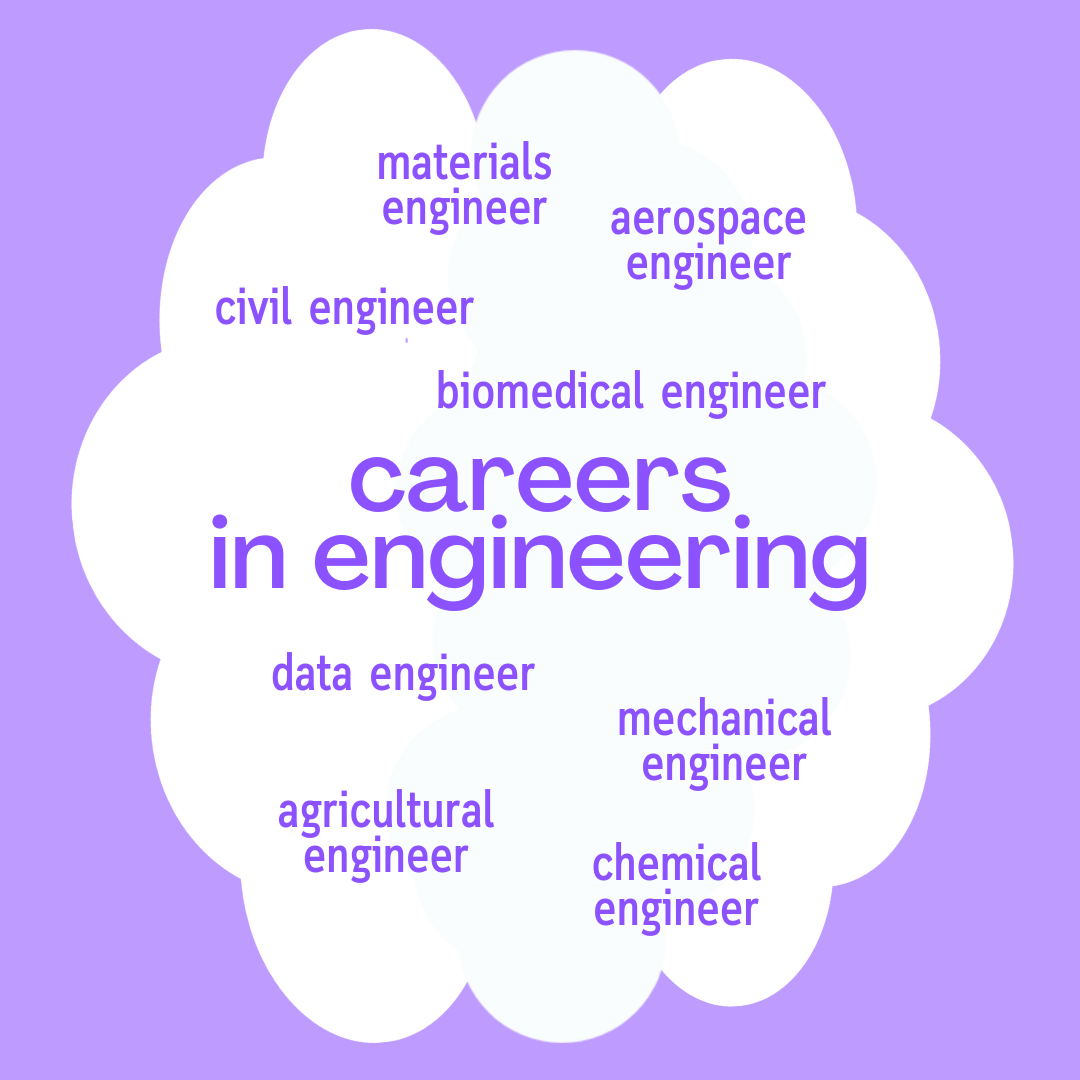 materials
engineer
aerospace
engineer
civil engineer
biomedical engineer
careers
in engineering
data engineer
mechanical
engineer
agricultural
engineer
chemical
engineer